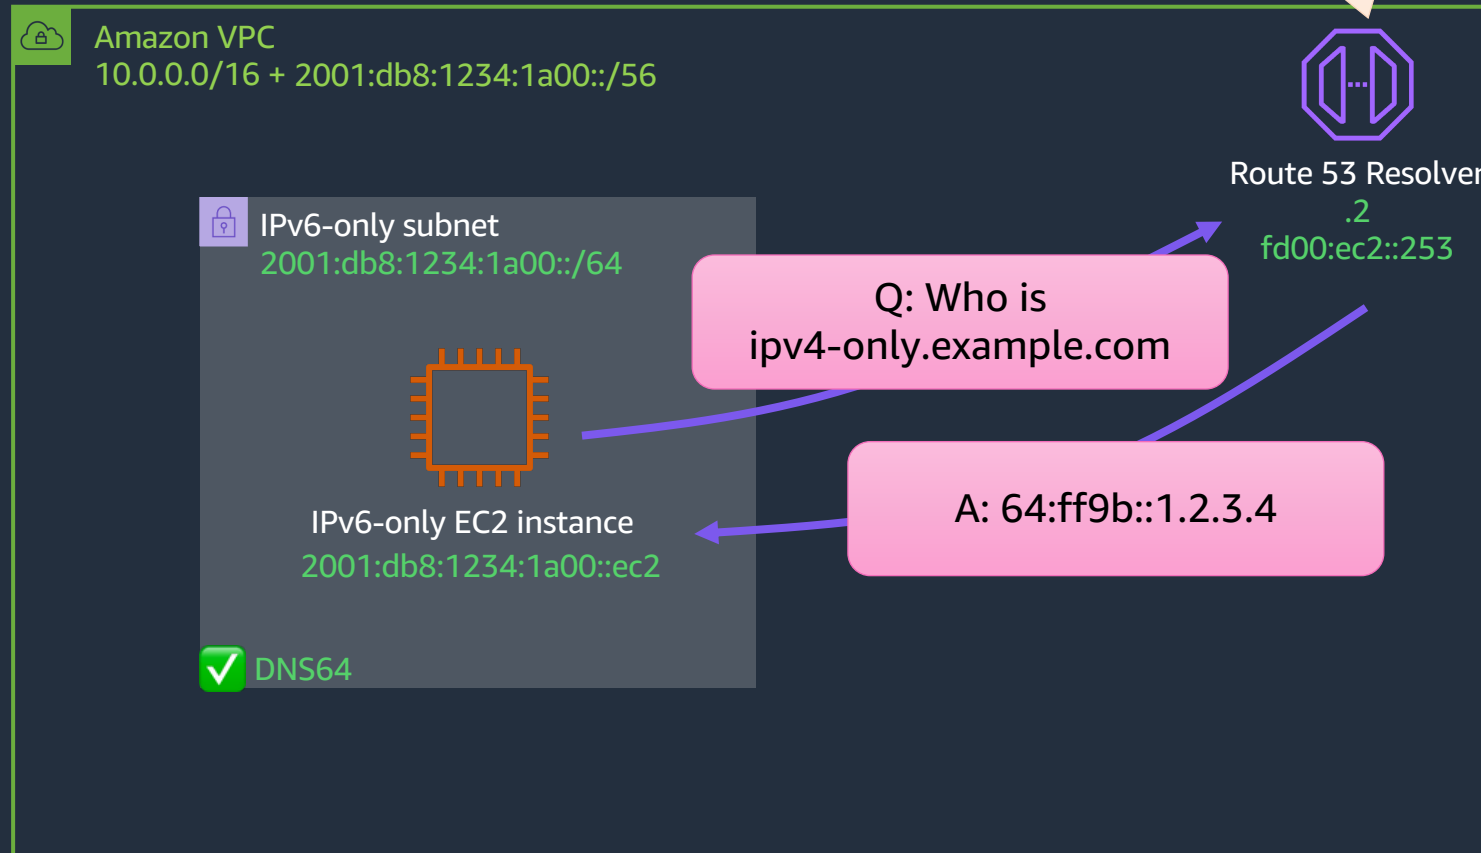 Amazon VPC
10.0.0.0/16 + 2001:db8:1234:1a00::/56
Route 53 Resolver
.2
fd00:ec2::253
IPv6-only subnet
2001:db8:1234:1a00::/64
Q: Who is
ipv4-only.example.com
A: 64:ff9b::1.2.3.4
IPv6-only EC2 instance
2001:db8:1234:1a00::ec2
DNS64